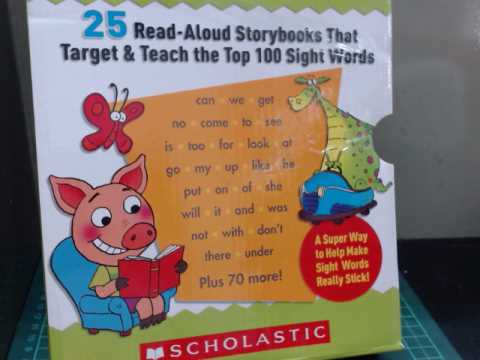 25 Read-Aloud Storybooks That
Target & Teach the Top 100 Sight Words
can we get
no come to see
is too for look at
go my up like he
put on of she
will it and was
not with don't
there under
Plus 70 more!
A Super Way
to Help Make
Sight Words
Really Stick!
SCHOLASTIC